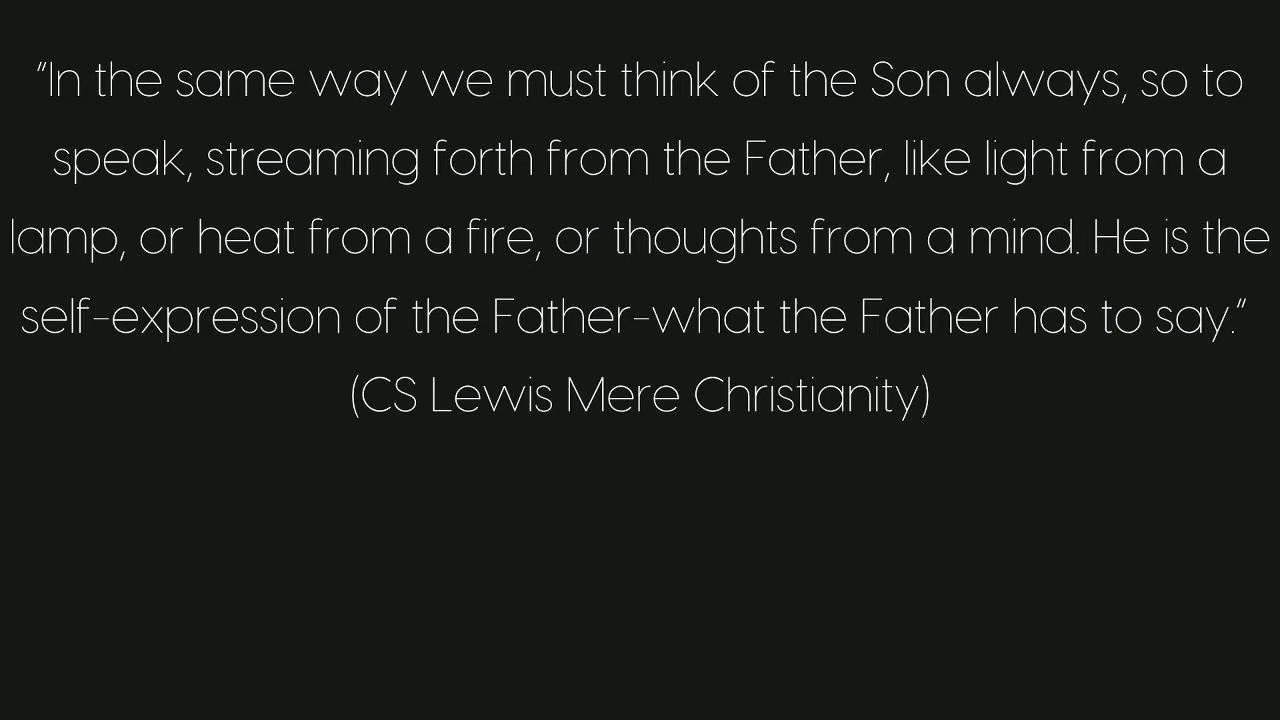 “In the same way we must think of the Son always, so to
speak, streaming forth from the Father, like light from a
lamp, or heat from a fire, or thoughts from a mind. He is the
self-expression of the Father-what the Father has to say.”
(CS Lewis Mere Christianity)